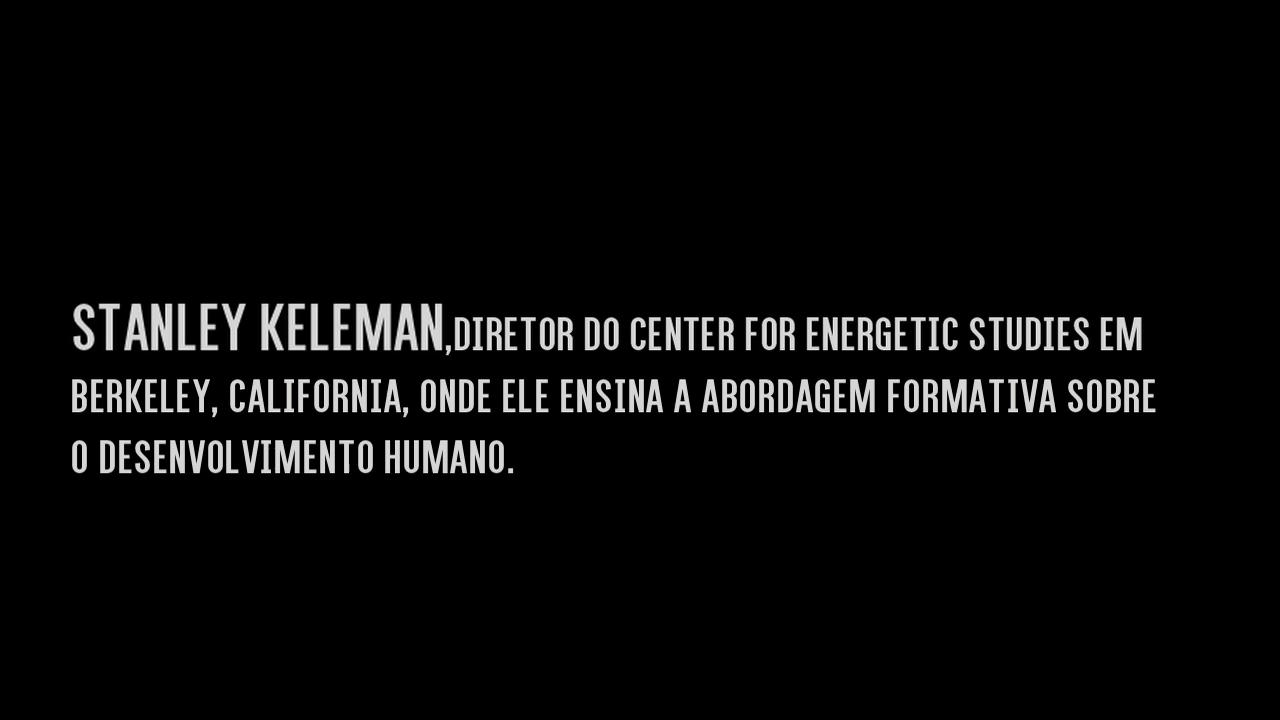 STANLEY KELEMAN,DIRETOR DO CENTER FOR ENERGETIC STUDIES EM
BERKELEY, CALIFORNIA, ONDE ELE ENSINA A ABORDAGEM FORMATIVA SOBRE
O DESENVOLVIMENTO HUMANO.